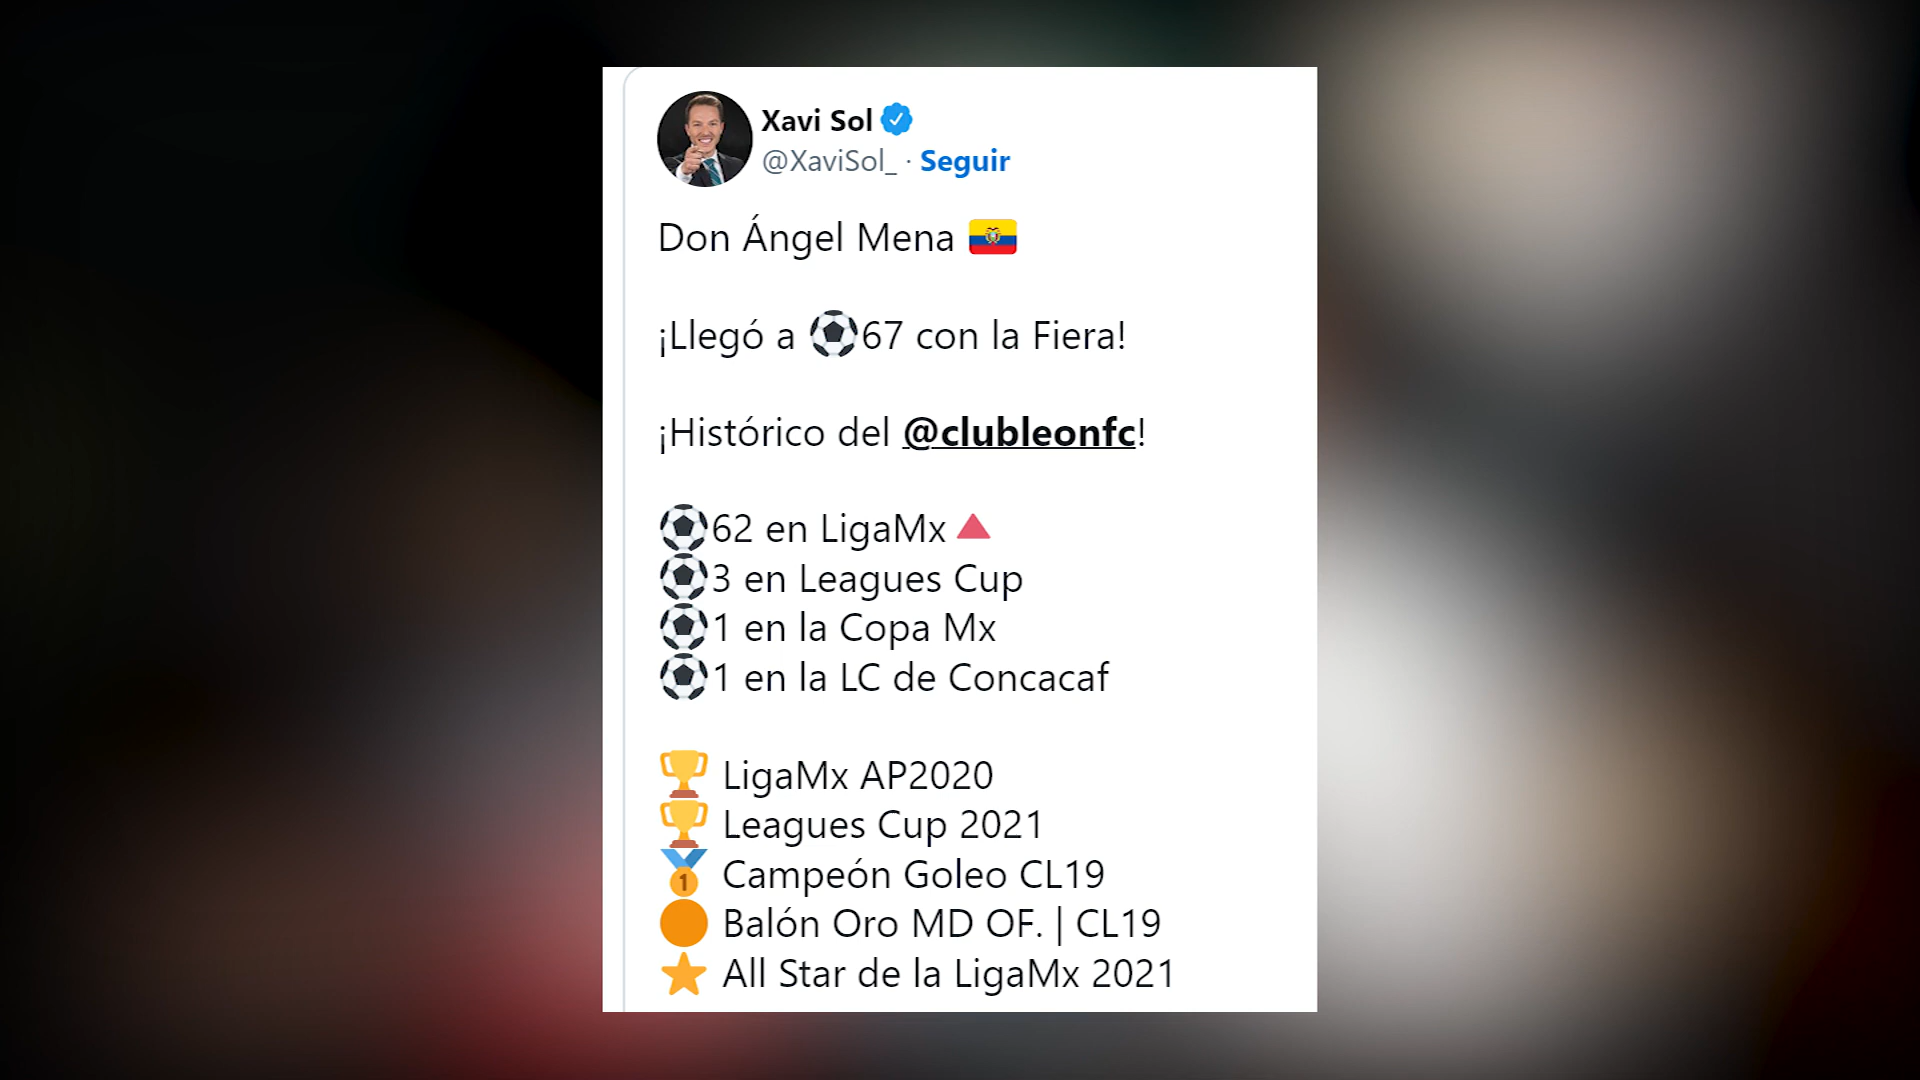 Xavi Sol
@XaviSol_ · Seguir
Don Ángel Mena 🇪🇨
¡Llegó a ⚽67 con la Fiera!
¡Histórico del @clubleonfc!
⚽62 en LigaMx🔺
⚽3 en Leagues Cup
⚽1 en la Copa Mx
⚽1 en la LC de Concacaf
🏆 LigaMx AP2020
🏆 Leagues Cup 2021
🥇 Campeón Goleo CL19
🟠 Balón Oro MD OF. | CL19
⭐ All Star de la LigaMx 2021